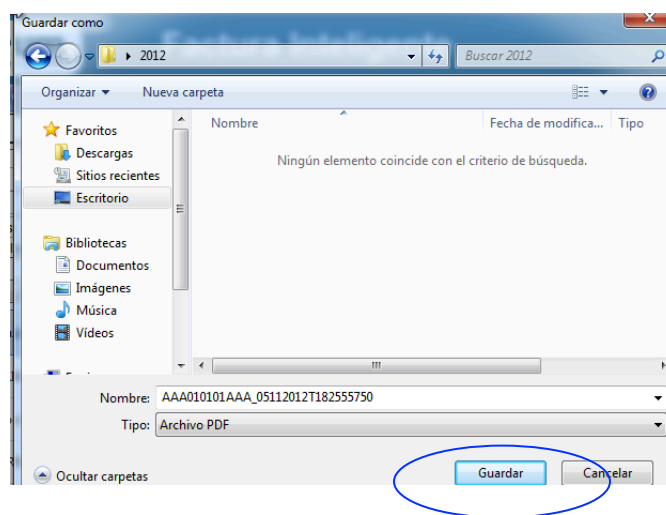 Guardar como
Factura Inteligente
2012
Buscar 2012
Organizar
Nueva carpeta
Nombre
Fecha de modifica...
Tipo
Favoritos
Descargas
Sitios recientes
Escritorio
Ningún elemento coincide con el criterio de búsqueda.
Bibliotecas
Documentos
Imágenes
Música
Vídeos
Nombre: AAA010101AAA_05112012T182555750
Tipo: Archivo PDF
Ocultar carpetas
Guardar
Cancelar